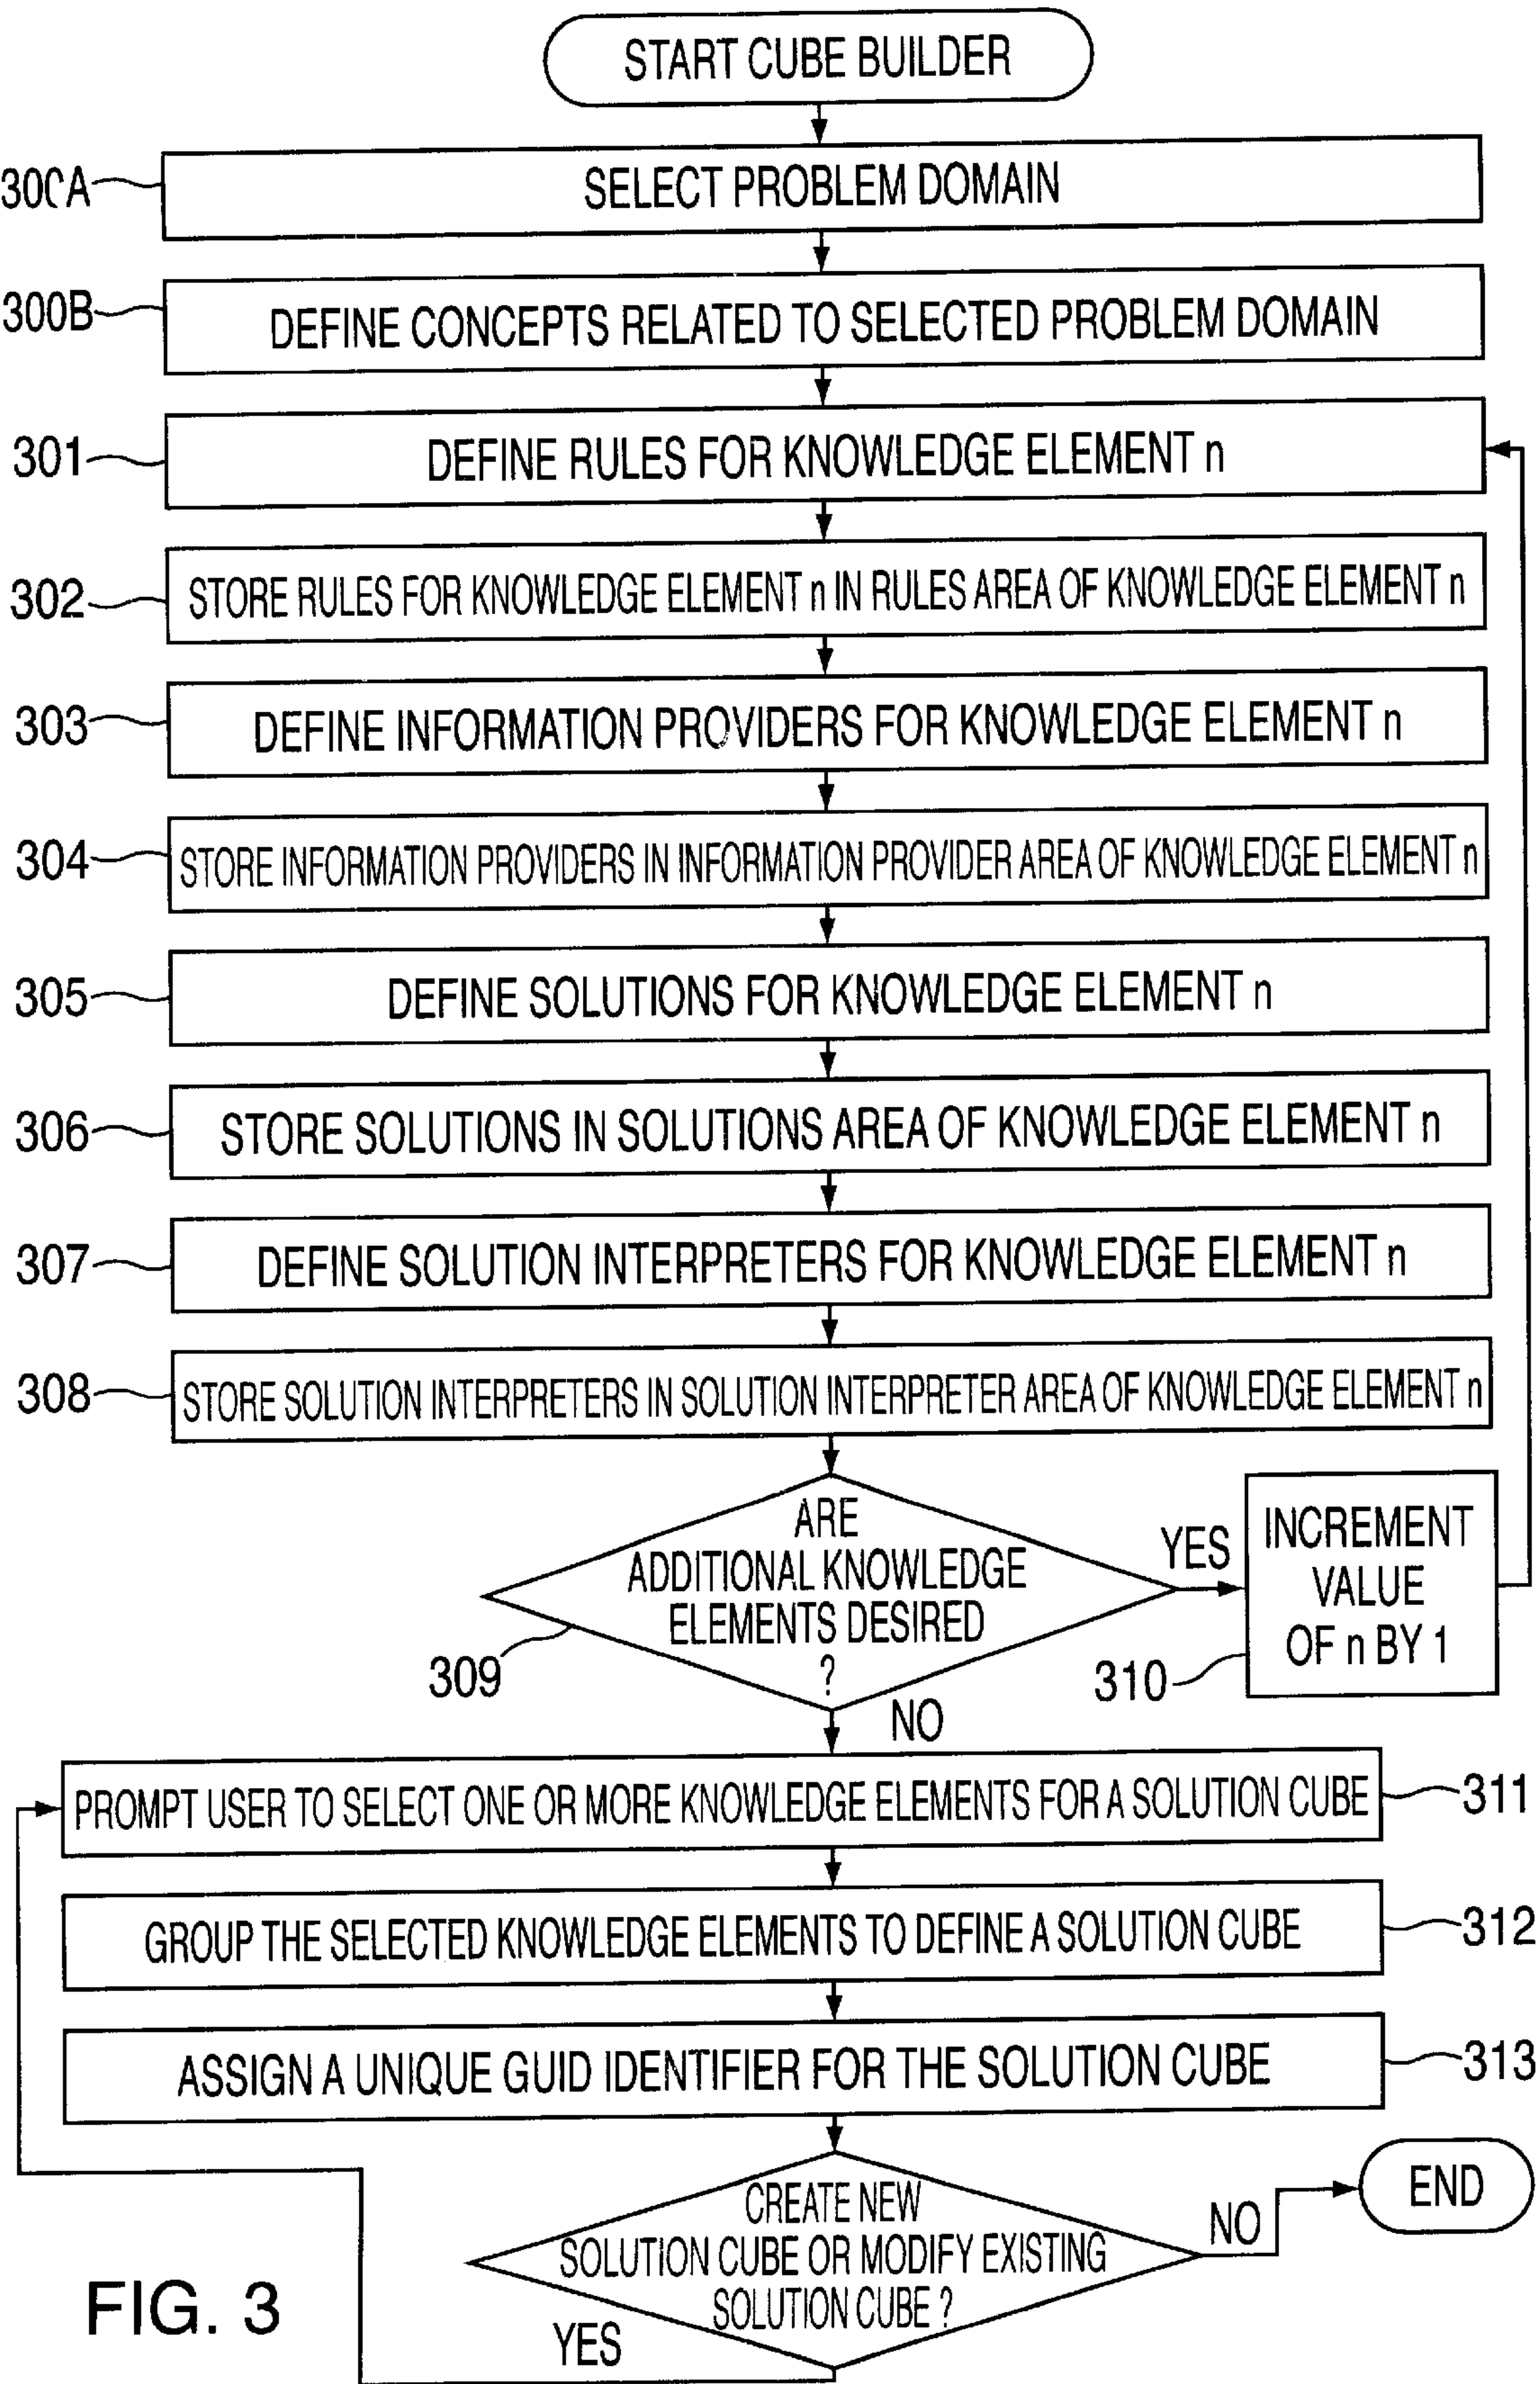 START CUBE BUILDER
300A
SELECT PROBLEM DOMAIN
300B
DEFINE CONCEPTS RELATED TO SELECTED PROBLEM DOMAIN
301
DEFINE RULES FOR KNOWLEDGE ELEMENT n
302
STORE RULES FOR KNOWLEDGE ELEMENT n IN RULES AREA OF KNOWLEDGE ELEMENT n
303
DEFINE INFORMATION PROVIDERS FOR KNOWLEDGE ELEMENT n
304
STORE INFORMATION PROVIDERS IN INFORMATION PROVIDER AREA OF KNOWLEDGE ELEMENT n
305
DEFINE SOLUTIONS FOR KNOWLEDGE ELEMENT n
306
STORE SOLUTIONS IN SOLUTIONS AREA OF KNOWLEDGE ELEMENT n
307
DEFINE SOLUTION INTERPRETERS FOR KNOWLEDGE ELEMENT n
308
STORE SOLUTION INTERPRETERS IN SOLUTION INTERPRETER AREA OF KNOWLEDGE ELEMENT n
ARE
ADDITIONAL KNOWLEDGE
ELEMENTS DESIRED
?
309
YES
INCREMENT
VALUE
OF n BY 1
310
NO
PROMPT USER TO SELECT ONE OR MORE KNOWLEDGE ELEMENTS FOR A SOLUTION CUBE
311
GROUP THE SELECTED KNOWLEDGE ELEMENTS TO DEFINE A SOLUTION CUBE
312
ASSIGN A UNIQUE GUID IDENTIFIER FOR THE SOLUTION CUBE
313
CREATE NEW
SOLUTION CUBE OR MODIFY EXISTING
SOLUTION CUBE ?
NO
END
YES
FIG. 3